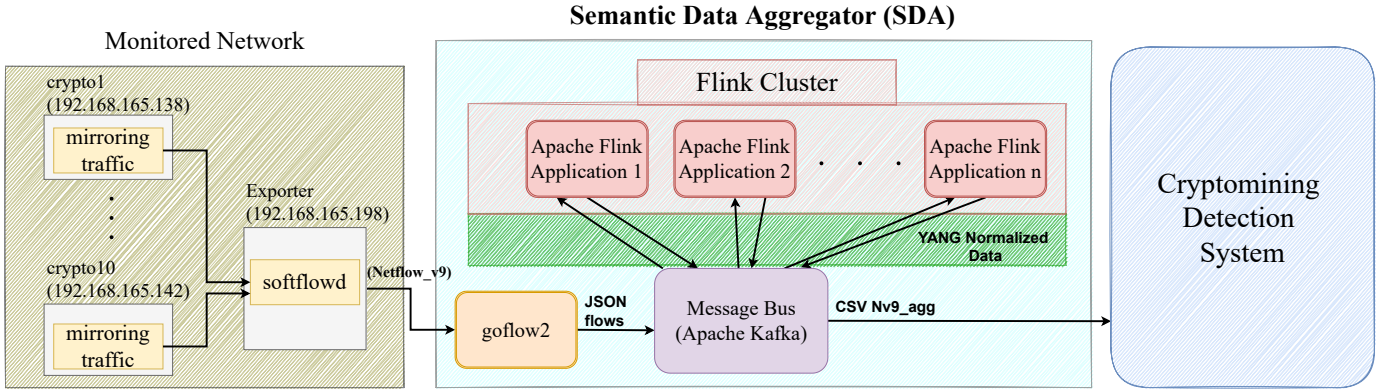 Semantic Data Aggregator (SDA)
Monitored Network
crypto1
(192.168.165.138)
mirroring
traffic
.
.
.
crypto10
(192.168.165.142)
mirroring
traffic
Exporter
(192.168.165.198)
softflowd
(Netflow_v9)
Flink Cluster
Apache Flink
Application 1
Apache Flink
Application 2
. . .
Apache Flink
Application n
YANG Normalized
Data
goflow2
JSON
flows
Message Bus
(Apache Kafka)
CSV Nv9_agg
Cryptomining
Detection
System